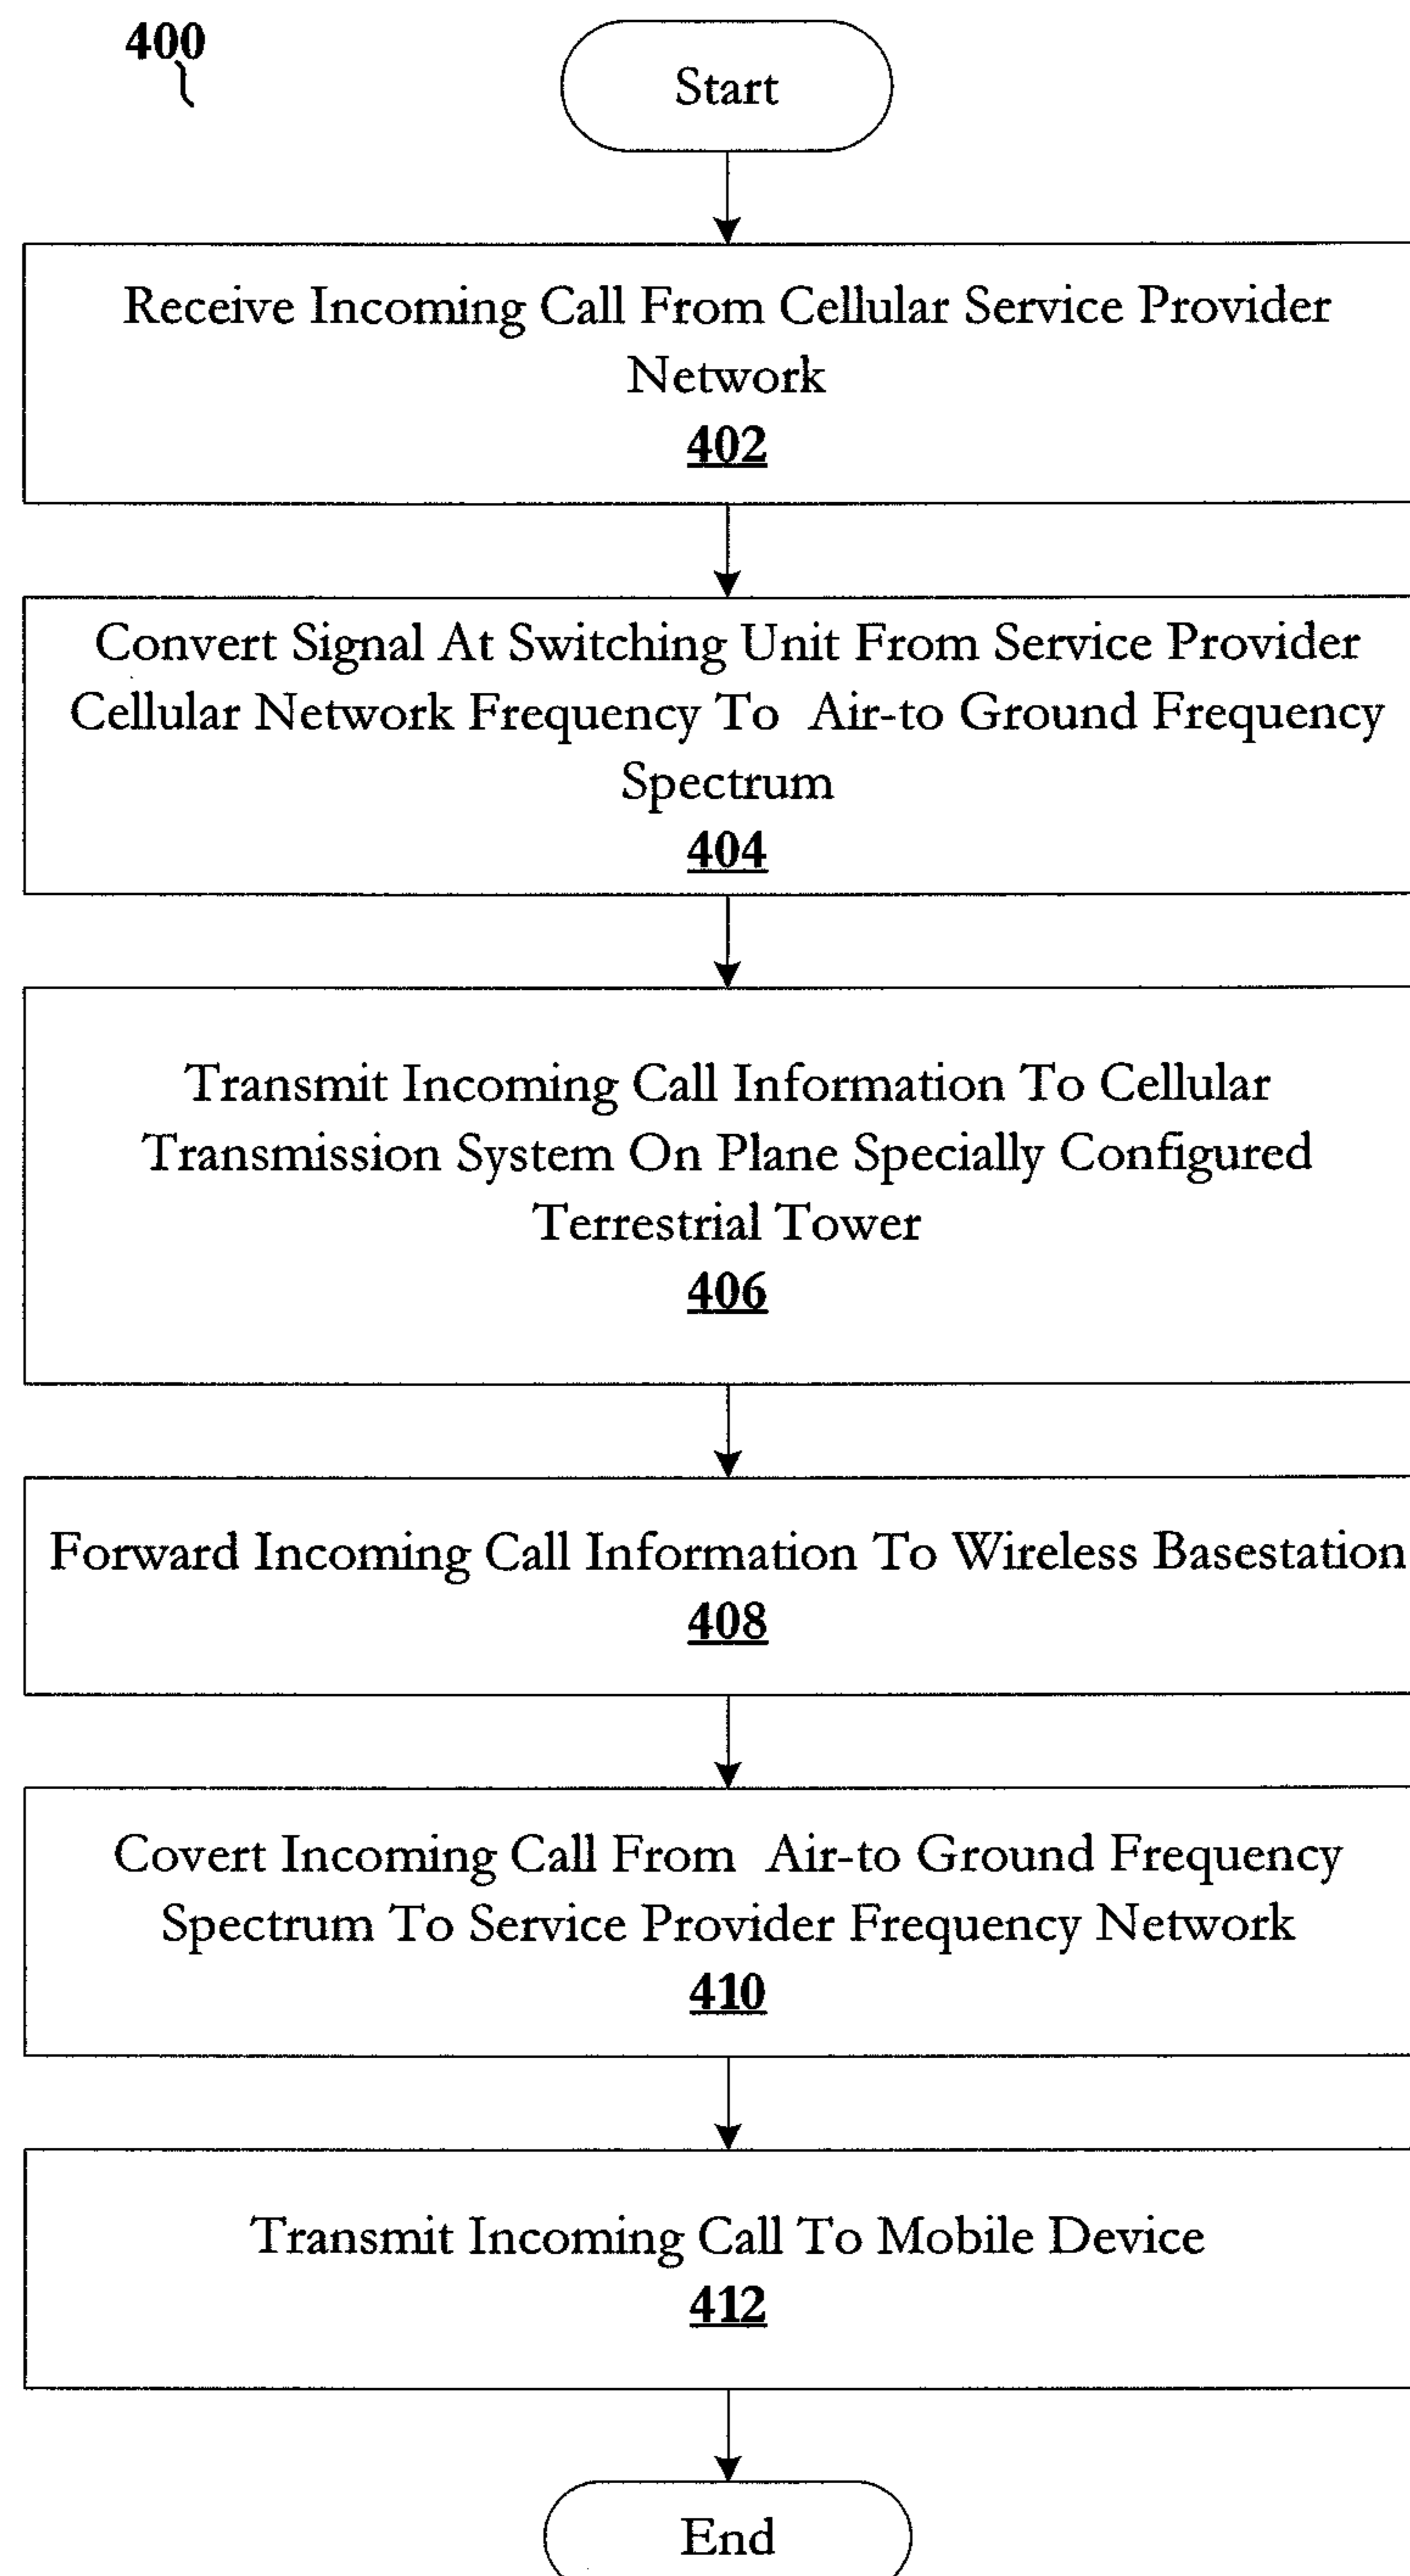 400
Start
Receive Incoming Call From Cellular Service Provider
Network
402
Convert Signal At Switching Unit From Service Provider
Cellular Network Frequency To Air-to Ground Frequency
Spectrum
404
Transmit Incoming Call Information To Cellular
Transmission System On Plane Specially Configured
Terrestrial Tower
406
Forward Incoming Call Information To Wireless Basestation
408
Covert Incoming Call From Air-to Ground Frequency
Spectrum To Service Provider Frequency Network
410
Transmit Incoming Call To Mobile Device
412
End